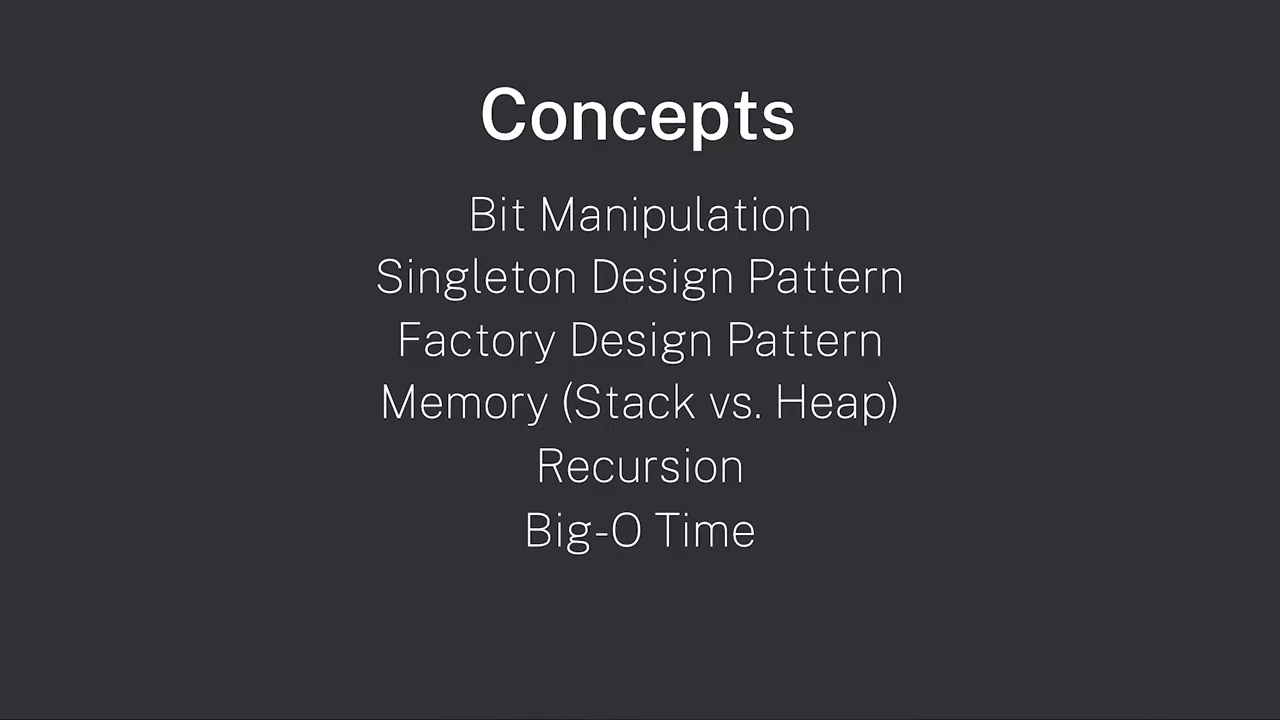 Concepts
Bit Manipulation
Singleton Design Pattern
Factory Design Pattern
Memory (Stack vs. Heap)
Recursion
Big-O Time